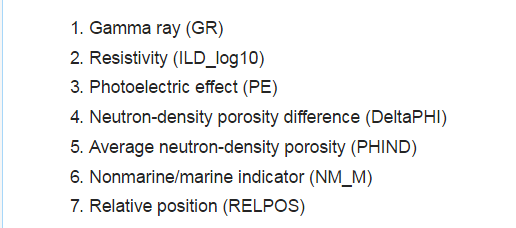 1. Gamma ray (GR)
2. Resistivity (ILD_log10)
3. Photoelectric effect (PE)
4. Neutron-density porosity difference (DeltaPHI)
5. Average neutron-density porosity (PHIND)
6. Nonmarine/marine indicator (NM_M)
7. Relative position (RELPOS)